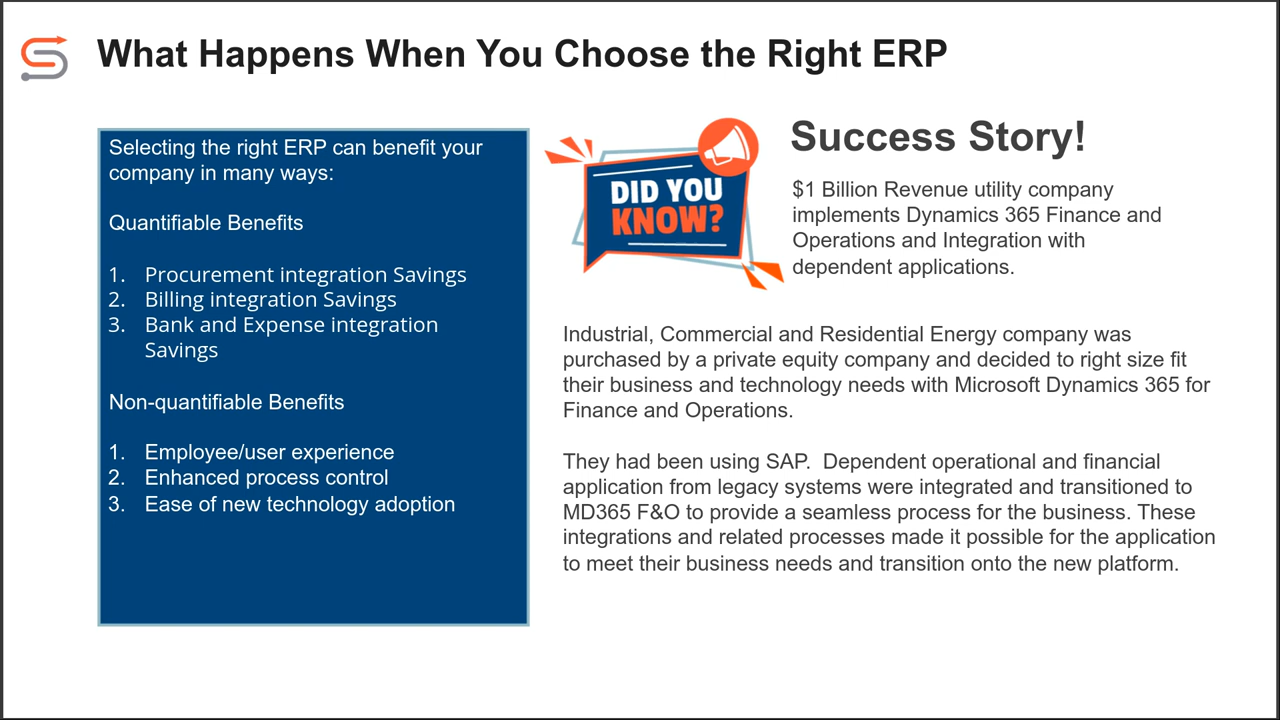 What Happens When You Choose the Right ERP
Selecting the right ERP can benefit your
company in many ways:
Quantifiable Benefits
1. Procurement integration Savings
2. Billing integration Savings
3. Bank and Expense integration
Savings
Non-quantifiable Benefits
1. Employee/user experience
2. Enhanced process control
3. Ease of new technology adoption
DID YOU
KNOW?
Success Story!
$1 Billion Revenue utility company
implements Dynamics 365 Finance and
Operations and Integration with
dependent applications.
Industrial, Commercial and Residential Energy company was
purchased by a private equity company and decided to right size fit
their business and technology needs with Microsoft Dynamics 365 for
Finance and Operations.
They had been using SAP.  Dependent operational and financial
application from legacy systems were integrated and transitioned to
MD365 F&O to provide a seamless process for the business. These
integrations and related processes made it possible for the application
to meet their business needs and transition onto the new platform.